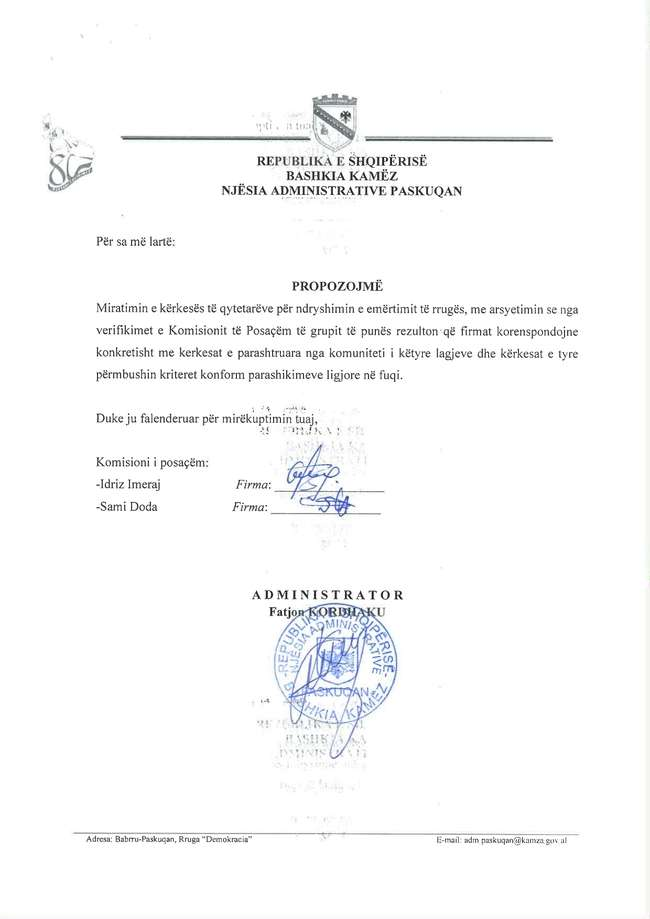 REPUBLIKA E SHQIPËRISË
BASHKIA KAMËZ
NJËSIA ADMINISTRATIVE PASKUQAN
Për sa më lartë:
PROPOZOJMË
Miratimin e kërkesës të qytetarëve për ndryshimin e emërtimit të rrugës, me arsyetimin se nga
verifikimet e Komisionit të Posaçëm të grupit të punës rezulton që firmat korenspondojne
konkretisht me kerkesat e parashtruara nga komuniteti i këtyre lagjeve dhe kërkesat e tyre
përmbushin kriteret konform parashikimeve ligjore në fuqi.
Duke ju falenderuar për mirëkuptimin tuaj,
Komisioni i posaçëm:
-Idriz Imeraj Firma:
-Sami Doda Firma:
ADMINISTRATOR
Fatjon KORDHAKU
REPUBLIKA E SHQIPËRISË
NJËSIA ADMINISTRATIVE
PASKUQAN
BASHKIA KAMËZ
Adresa: Babrru-Paskuqan, Rruga “Demokracia” E-mail: adm.paskuqan@kamza.gov.al